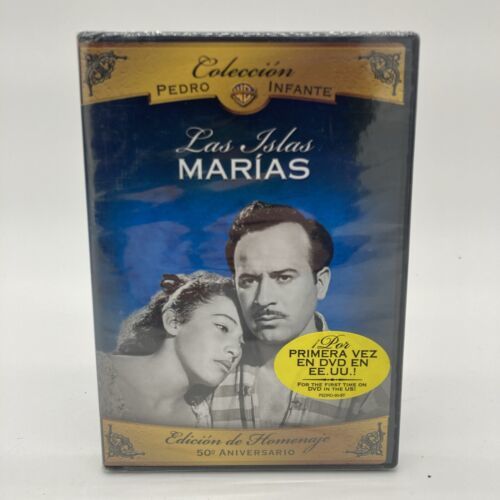 Colección
PEDRO WB INFANTE
Las Islas
MARÍAS
¡Por
PRIMERA VEZ
EN DVD EN
EE.UU.!
FOR THE FIRST TIME ON
DVD IN THE US!
Edición de Homenaje
50º ANIVERSARIO